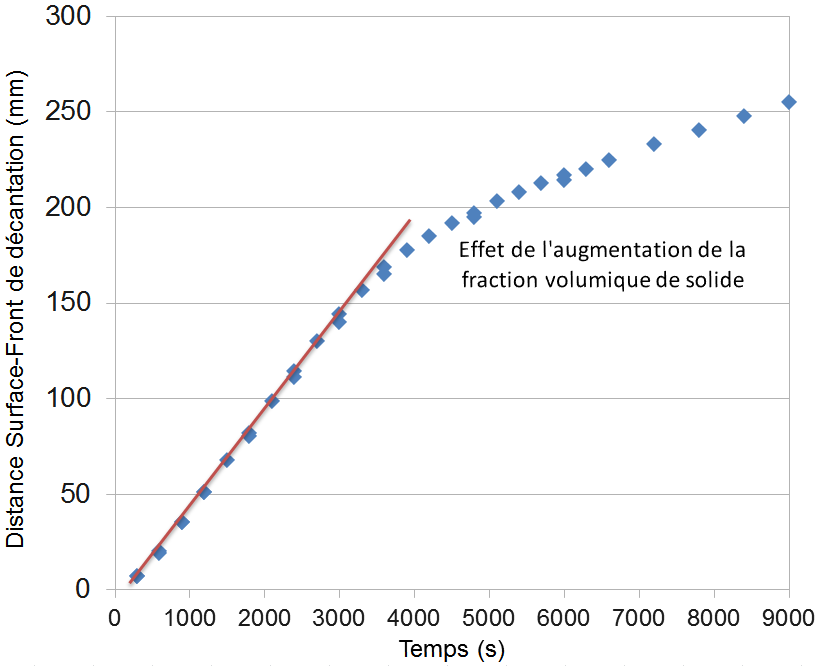 300
250
200
150
100
50
0
Distance Surface-Front de décantation (mm)
Effet de l'augmentation de la
fraction volumique de solide
0 1000 2000 3000 4000 5000 6000 7000 8000 9000
Temps (s)